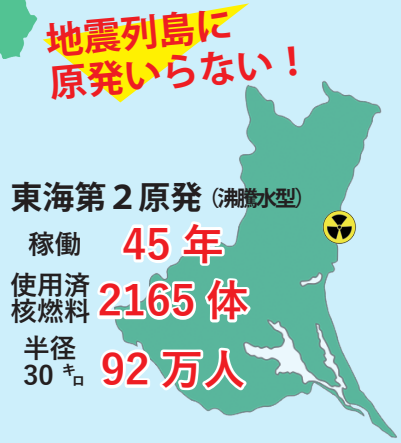 地震列島に
原発いらない！
東海第２原発（沸騰水型）
稼働 45 年
使用済
核燃料 2165 体
半径
30 キロ 92 万人